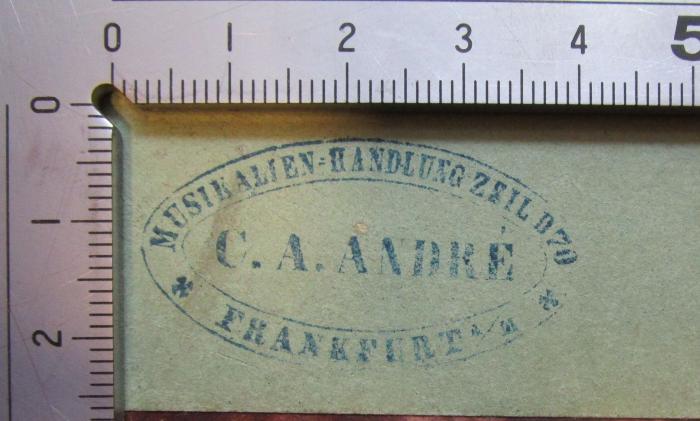 0 1 2 3 4 5
0
1
2
MUSIKALIEN=HANDLUNG ZEIL D70
C. A. ANDRÉ
FRANKFURT A/M